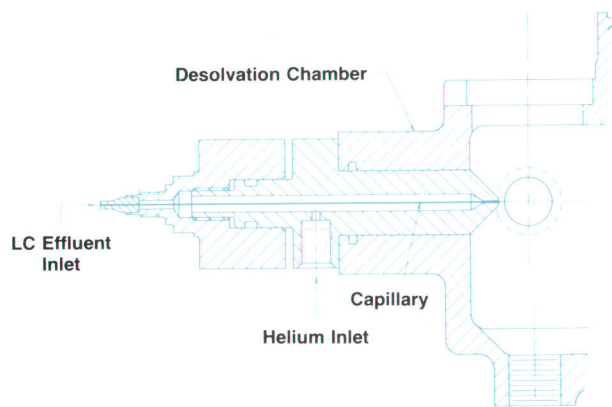 Desolvation Chamber
LC Effluent
Inlet
Capillary
Helium Inlet